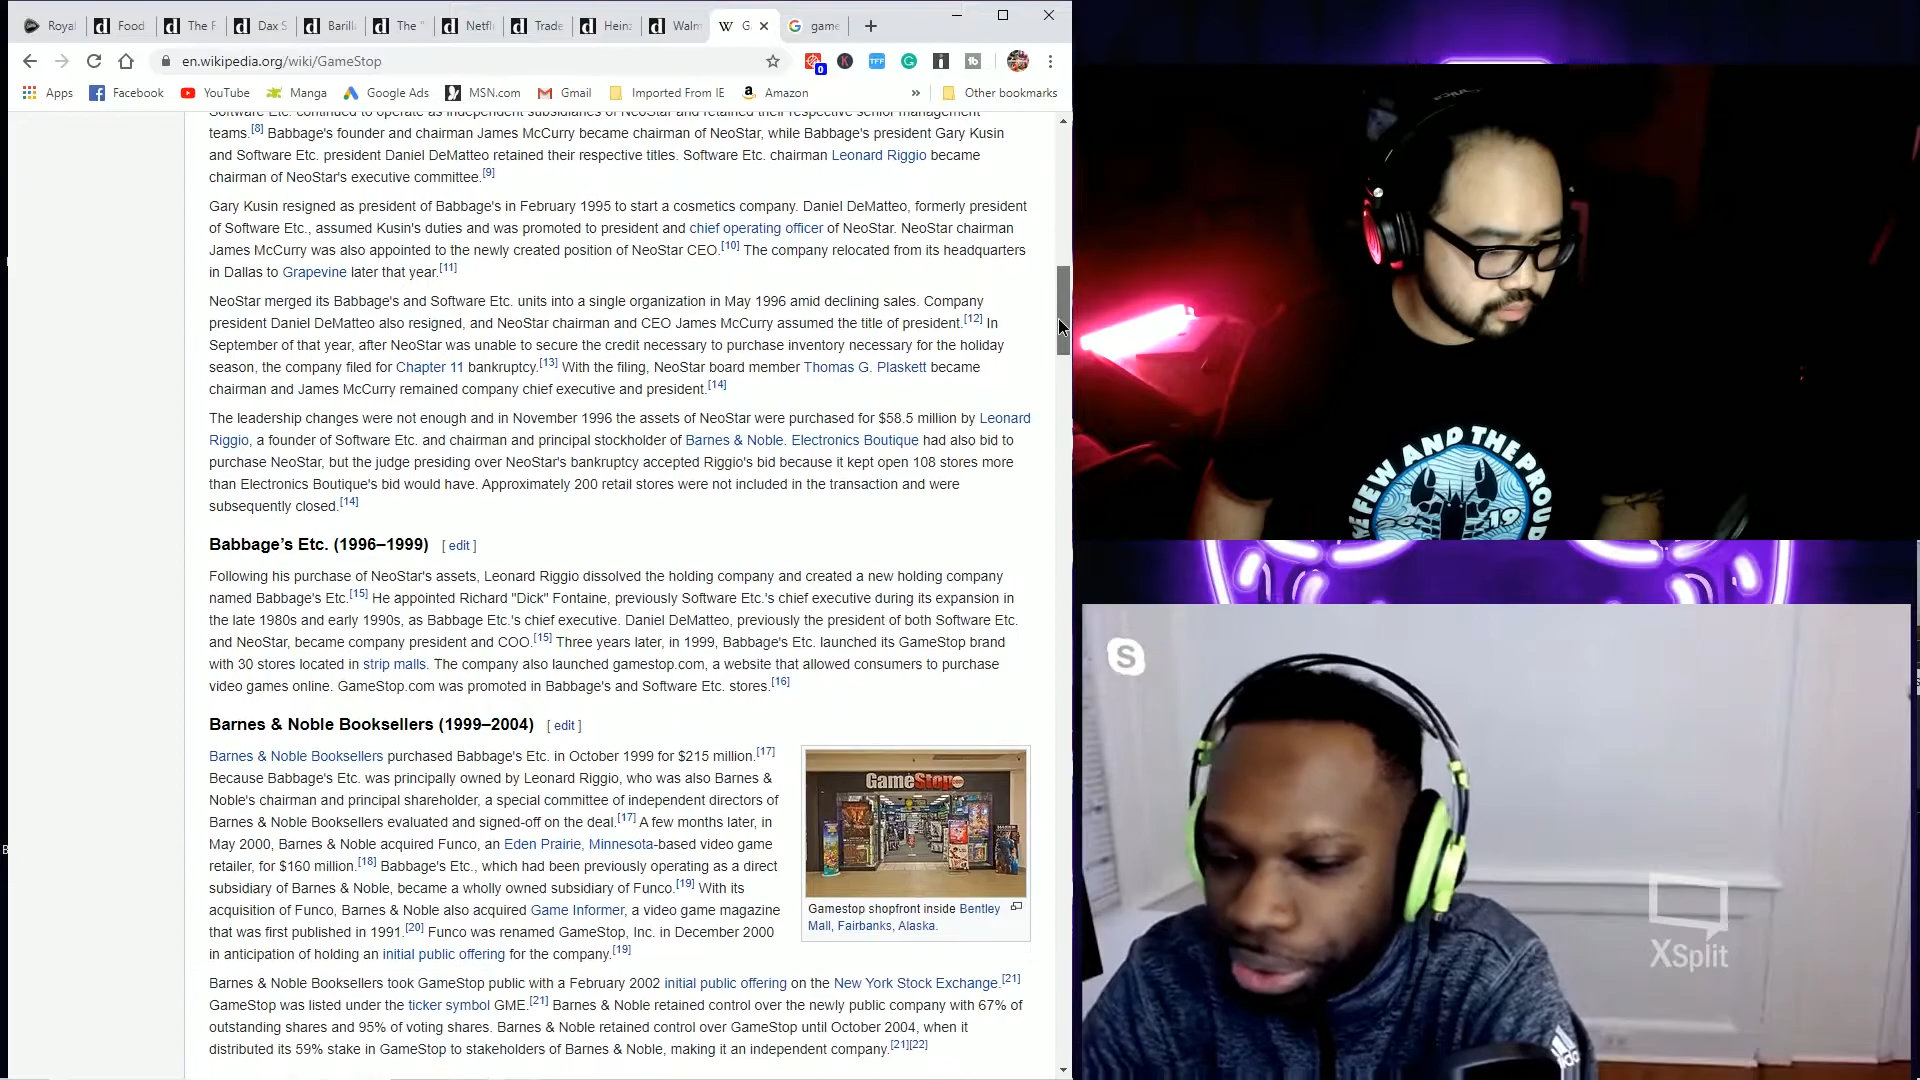 Royal
Food
The F
Dax S
Barill
The "
Netfl
Trade
Heinz
Walm
W
G
G
game
en.wikipedia.org/wiki/GameStop
0
K
TFF
Apps
Facebook
YouTube
Manga
Google Ads
MSN.com
Gmail
Imported From IE
Amazon
»
Other bookmarks
Software Etc. continued to operate as independent subsidiaries of NeoStar and retained their respective senior management
teams.[8] Babbage's founder and chairman James McCurry became chairman of NeoStar, while Babbage's president Gary Kusin
and Software Etc. president Daniel DeMatteo retained their respective titles. Software Etc. chairman Leonard Riggio became
chairman of NeoStar's executive committee.[9]
Gary Kusin resigned as president of Babbage's in February 1995 to start a cosmetics company. Daniel DeMatteo, formerly president
of Software Etc., assumed Kusin's duties and was promoted to president and chief operating officer of NeoStar. NeoStar chairman
James McCurry was also appointed to the newly created position of NeoStar CEO.[10] The company relocated from its headquarters
in Dallas to Grapevine later that year.[11]
NeoStar merged its Babbage's and Software Etc. units into a single organization in May 1996 amid declining sales. Company
president Daniel DeMatteo also resigned, and NeoStar chairman and CEO James McCurry assumed the title of president.[12] In
September of that year, after NeoStar was unable to secure the credit necessary to purchase inventory necessary for the holiday
season, the company filed for Chapter 11 bankruptcy.[13] With the filing, NeoStar board member Thomas G. Plaskett became
chairman and James McCurry remained company chief executive and president.[14]
The leadership changes were not enough and in November 1996 the assets of NeoStar were purchased for $58.5 million by Leonard
Riggio, a founder of Software Etc. and chairman and principal stockholder of Barnes & Noble. Electronics Boutique had also bid to
purchase NeoStar, but the judge presiding over NeoStar's bankruptcy accepted Riggio's bid because it kept open 108 stores more
than Electronics Boutique's bid would have. Approximately 200 retail stores were not included in the transaction and were
subsequently closed.[14]
Babbage's Etc. (1996–1999) [ edit ]
Following his purchase of NeoStar's assets, Leonard Riggio dissolved the holding company and created a new holding company
named Babbage's Etc.[15] He appointed Richard "Dick" Fontaine, previously Software Etc.'s chief executive during its expansion in
the late 1980s and early 1990s, as Babbage Etc.'s chief executive. Daniel DeMatteo, previously the president of both Software Etc.
and NeoStar, became company president and COO.[15] Three years later, in 1999, Babbage's Etc. launched its GameStop brand
with 30 stores located in strip malls. The company also launched gamestop.com, a website that allowed consumers to purchase
video games online. GameStop.com was promoted in Babbage's and Software Etc. stores.[16]
Barnes & Noble Booksellers (1999–2004) [ edit ]
Barnes & Noble Booksellers purchased Babbage's Etc. in October 1999 for $215 million.[17]
Because Babbage's Etc. was principally owned by Leonard Riggio, who was also Barnes &
Noble's chairman and principal shareholder, a special committee of independent directors of
Barnes & Noble Booksellers evaluated and signed-off on the deal.[17] A few months later, in
May 2000, Barnes & Noble acquired Funco, an Eden Prairie, Minnesota-based video game
retailer, for $160 million.[18] Babbage's Etc., which had been previously operating as a direct
subsidiary of Barnes & Noble, became a wholly owned subsidiary of Funco.[19] With its
acquisition of Funco, Barnes & Noble also acquired Game Informer, a video game magazine
that was first published in 1991.[20] Funco was renamed GameStop, Inc. in December 2000
in anticipation of holding an initial public offering for the company.[19]
GameStop
Gamestop shopfront inside Bentley
Mall, Fairbanks, Alaska.
Barnes & Noble Booksellers took GameStop public with a February 2002 initial public offering on the New York Stock Exchange.[21]
GameStop was listed under the ticker symbol GME.[21] Barnes & Noble retained control over the newly public company with 67% of
outstanding shares and 95% of voting shares. Barnes & Noble retained control over GameStop until October 2004, when it
distributed its 59% stake in GameStop to stakeholders of Barnes & Noble, making it an independent company.[21][22]
FEW AND THE PROUD
20 19
S
XSplit